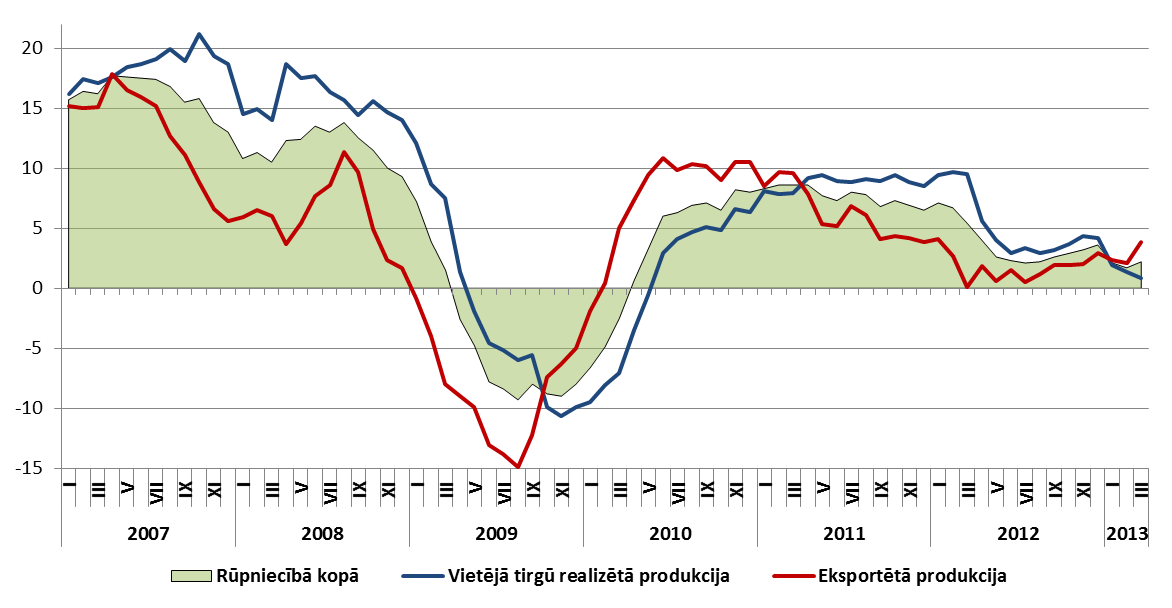 20
15
10
5
0
-5
-10
-15
I III V VII IX XI I III V VII IX XI I III V VII IX XI I III V VII IX XI I III V VII IX XI I III V VII IX XI I III
2007 2008 2009 2010 2011 2012 2013
Rūpniecībā kopā Vietējā tirgū realizētā produkcija Eksportētā produkcija